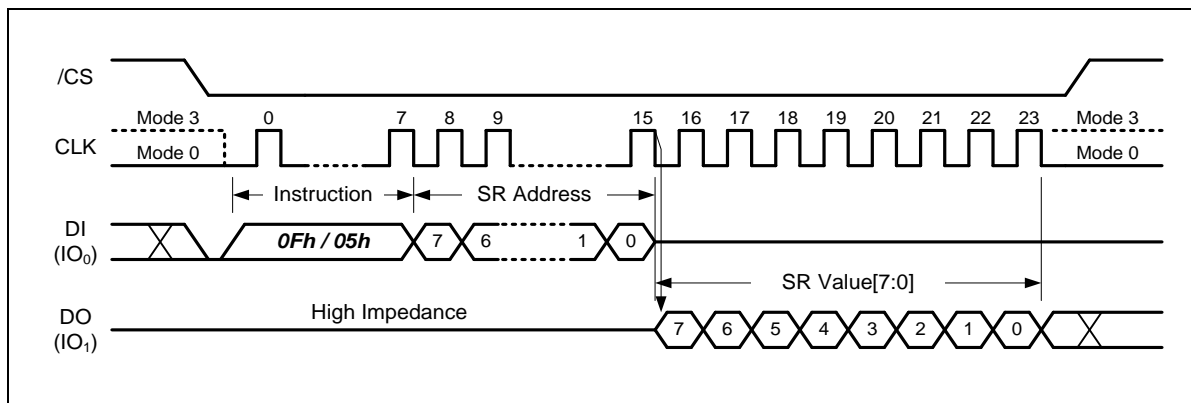 /CS
Mode 3 0 7 8 9 15 16 17 18 19 20 21 22 23 Mode 3
CLK
Mode 0 Mode 0
Instruction SR Address
DI
(IO₀)
0Fh / 05h 7 6 1 0
SR Value[7:0]
High Impedance
DO
(IO₁)
7 6 5 4 3 2 1 0